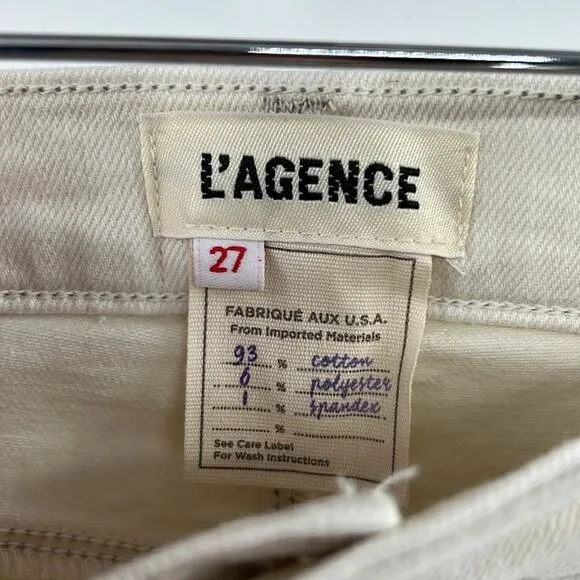 L'AGENCE
27
FABRIQUÉ AUX U.S.A.
From Imported Materials
93 % cotton
6 % polyester
1 % spandex
%
See Care Label
For Wash Instructions